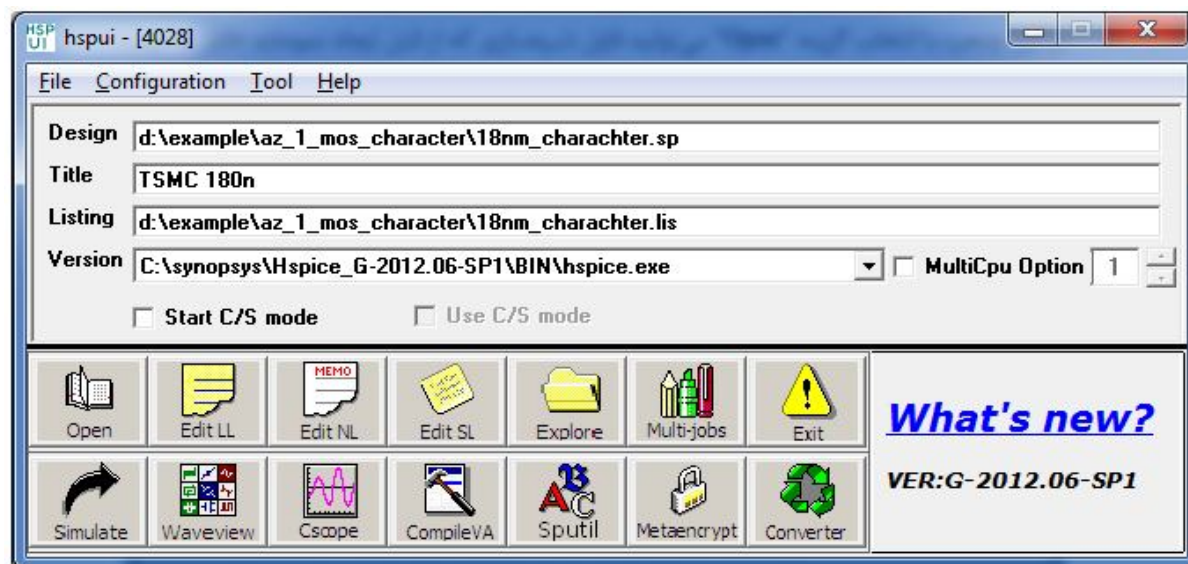 HSP
UI hspui - [4028]
File Configuration Tool Help
Design d:\example\az_1_mos_character\18nm_charachter.sp
Title TSMC 180n
Listing d:\example\az_1_mos_character\18nm_charachter.lis
Version C:\synopsys\Hspice_G-2012.06-SP1\BIN\hspice.exe MultiCpu Option 1
Start C/S mode Use C/S mode
MEMO
Open Edit LL Edit NL Edit SL Explore Multi-jobs Exit
What's new?
VER:G-2012.06-SP1
Simulate Waveview Cscope CompileVA Sputil Metaencrypt Converter